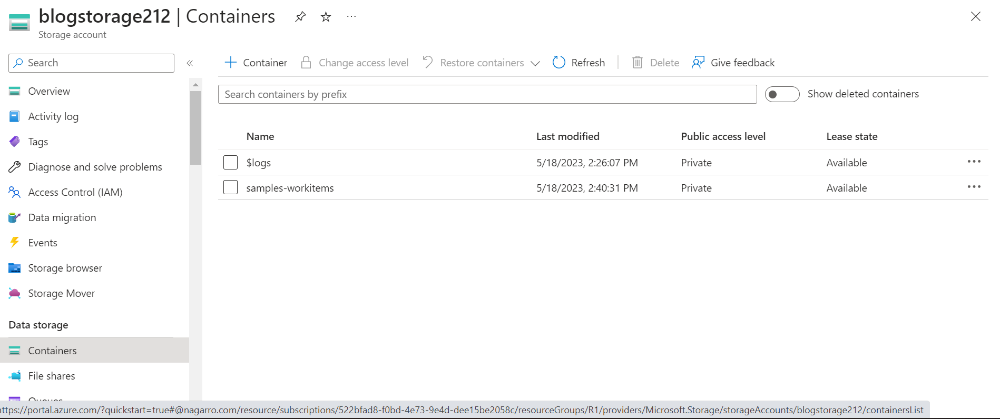 blogstorage212 | Containers
Storage account
Search
Overview
Activity log
Tags
Diagnose and solve problems
Access Control (IAM)
Data migration
Events
Storage browser
Storage Mover
Data storage
Containers
File shares
Queues
Container Change access level Restore containers Refresh Delete Give feedback
Search containers by prefix Show deleted containers
Name Last modified Public access level Lease state
$logs 5/18/2023, 2:26:07 PM Private Available
samples-workitems 5/18/2023, 2:40:31 PM Private Available
https://portal.azure.com/?quickstart=true#@nagarro.com/resource/subscriptions/522bfad8-f0bd-4e73-9e4d-dee15be2058c/resourceGroups/R1/providers/Microsoft.Storage/storageAccounts/blogstorage212/containersList